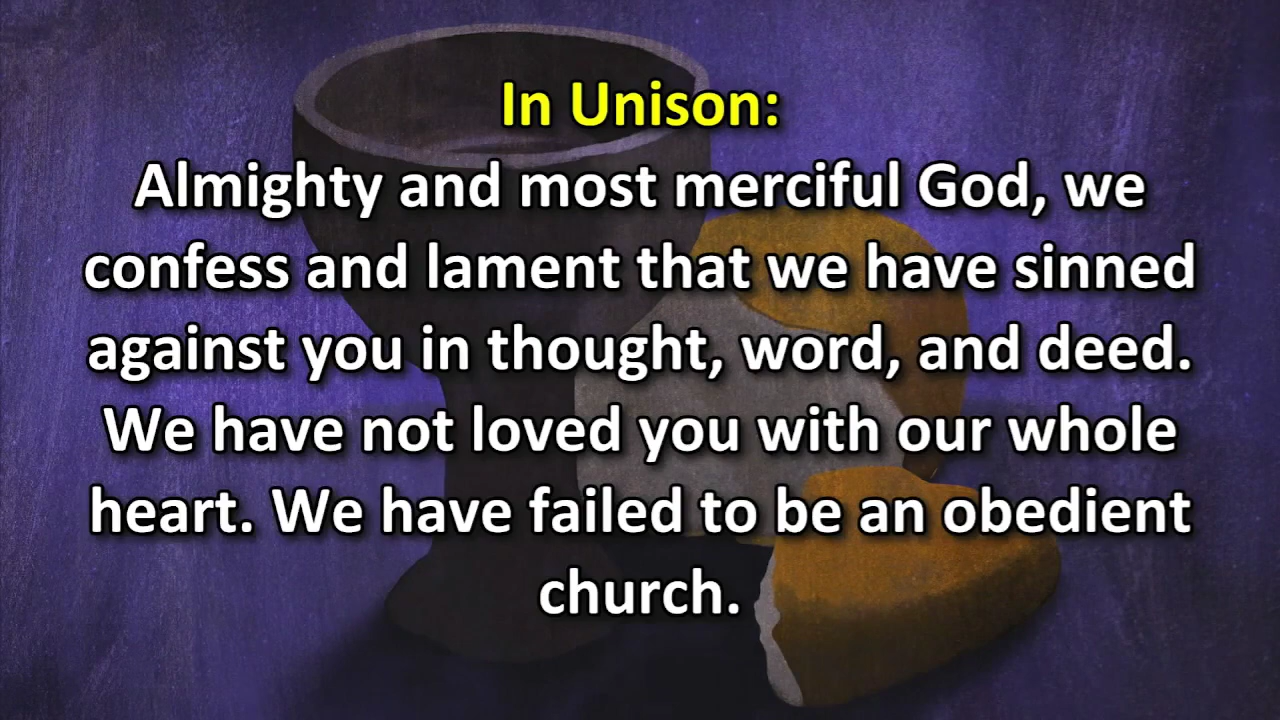 In Unison:
Almighty and most merciful God, we
confess and lament that we have sinned
against you in thought, word, and deed.
We have not loved you with our whole
heart. We have failed to be an obedient
church.